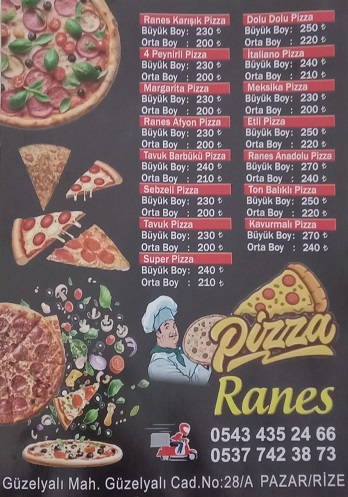 Ranes Karışık Pizza
Büyük Boy: 230 ₺
Orta Boy : 200 ₺
4 Peyniril Pizza
Büyük Boy: 230 ₺
Orta Boy : 200 ₺
Margarita Pizza
Büyük Boy: 230 ₺
Orta Boy : 200 ₺
Ranes Afyon Pizza
Büyük Boy: 230 ₺
Orta Boy : 200 ₺
Tavuk Barbükü Pizza
Büyük Boy: 240 ₺
Orta Boy : 210 ₺
Sebzeli Pizza
Büyük Boy: 230 ₺
Orta Boy : 200 ₺
Tavuk Pizza
Büyük Boy: 230 ₺
Orta Boy : 200 ₺
Super Pizza
Büyük Boy: 240 ₺
Orta Boy : 210 ₺
Dolu Dolu Pizza
Büyük Boy: 250 ₺
Orta Boy : 220 ₺
İtaliano Pizza
Büyük Boy: 240 ₺
Orta Boy : 210 ₺
Meksika Pizza
Büyük Boy: 230 ₺
Orta Boy : 200 ₺
Etli Pizza
Büyük Boy: 250 ₺
Orta Boy : 220 ₺
Ranes Anadolu Pizza
Büyük Boy: 270 ₺
Orta Boy : 240 ₺
Ton Balıklı Pizza
Büyük Boy: 250 ₺
Orta Boy : 220 ₺
Kavurmalı Pizza
Büyük Boy: 270 ₺
Orta Boy : 240 ₺
Pizza
Ranes
0543 435 24 66
0537 742 38 73
Güzelyalı Mah. Güzelyalı Cad.No:28/A PAZAR/RİZE